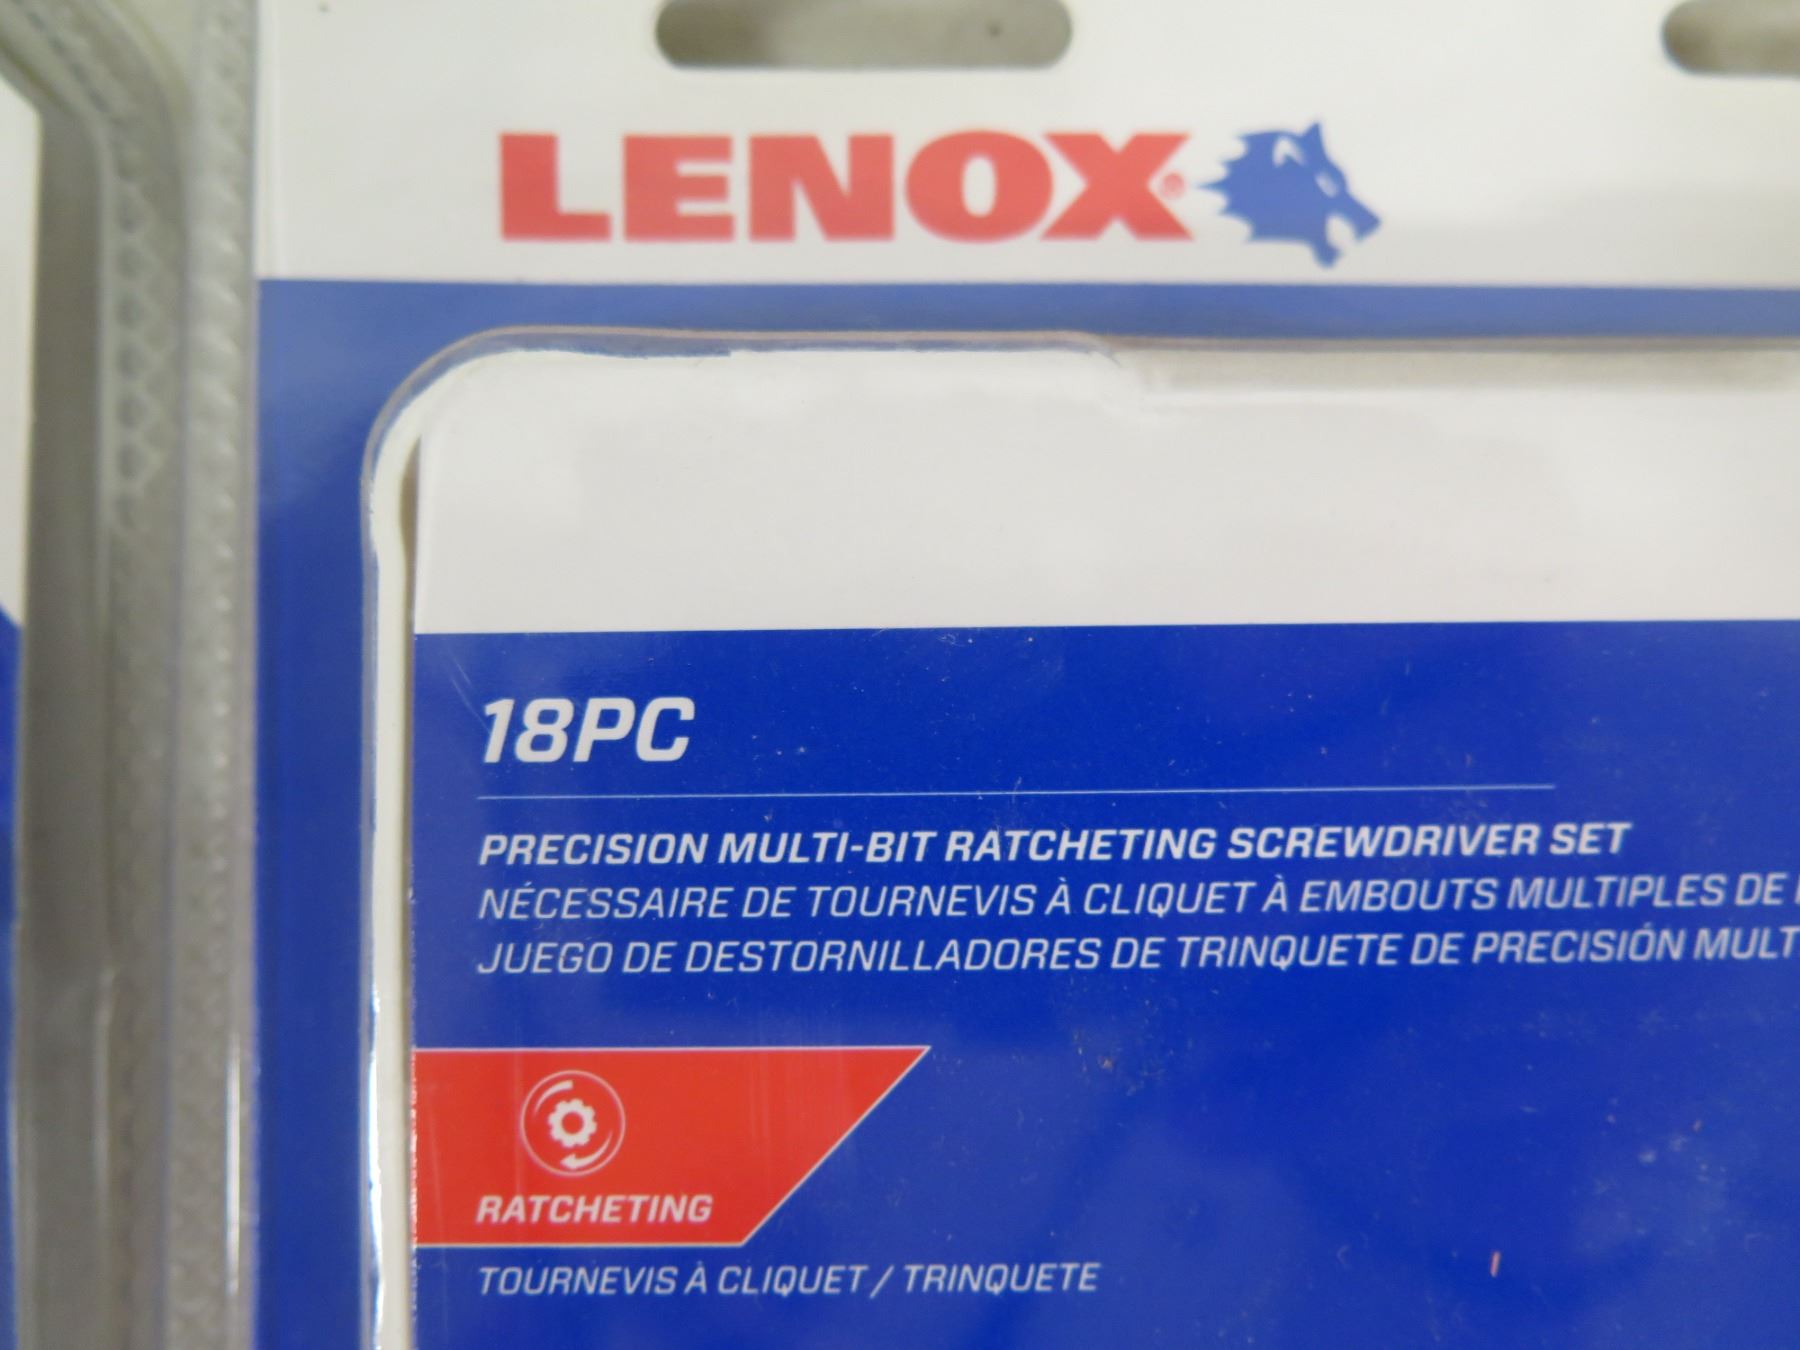 LENOX®
18PC
PRECISION MULTI-BIT RATCHETING SCREWDRIVER SET
NÉCESSAIRE DE TOURNEVIS À CLIQUET À EMBOUTS MULTIPLES DE
JUEGO DE DESTORNILLADORES DE TRINQUETE DE PRECISIÓN MULT
RATCHETING
TOURNEVIS À CLIQUET / TRINQUETE